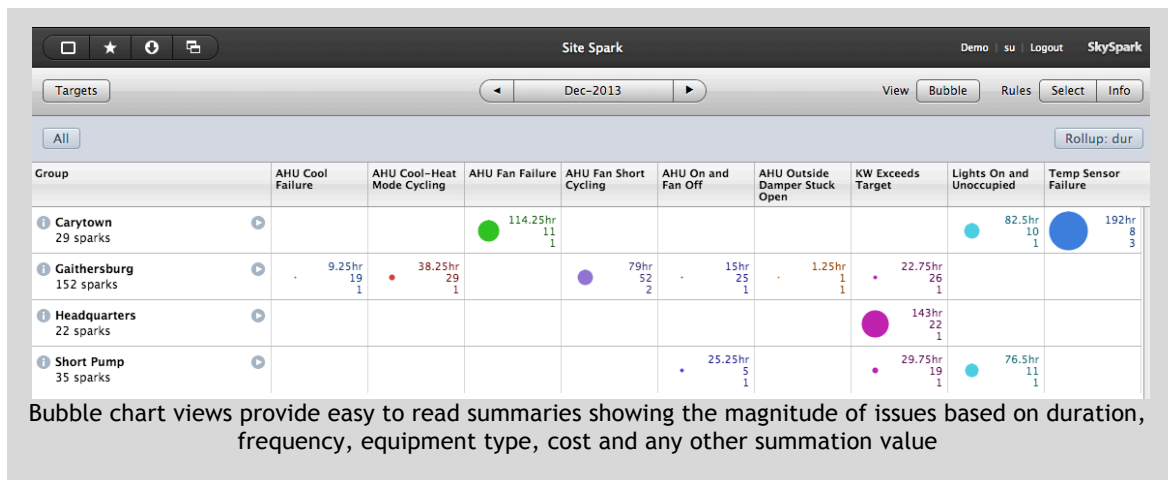 Site Spark
Demo | su | Logout SkySpark
Targets
Dec-2013
View Bubble Rules Select Info
All
Rollup: dur
Group
AHU Cool
Failure
AHU Cool-Heat
Mode Cycling
AHU Fan Failure
AHU Fan Short
Cycling
AHU On and
Fan Off
AHU Outside
Damper Stuck
Open
KW Exceeds
Target
Lights On and
Unoccupied
Temp Sensor
Failure
Carytown
29 sparks
114.25hr
11
1
82.5hr
10
1
192hr
8
3
Gaithersburg
152 sparks
9.25hr
19
1
38.25hr
29
1
79hr
52
2
15hr
25
1
1.25hr
1
1
22.75hr
26
1
Headquarters
22 sparks
143hr
22
1
Short Pump
35 sparks
25.25hr
5
1
29.75hr
19
1
76.5hr
11
1
Bubble chart views provide easy to read summaries showing the magnitude of issues based on duration,
frequency, equipment type, cost and any other summation value